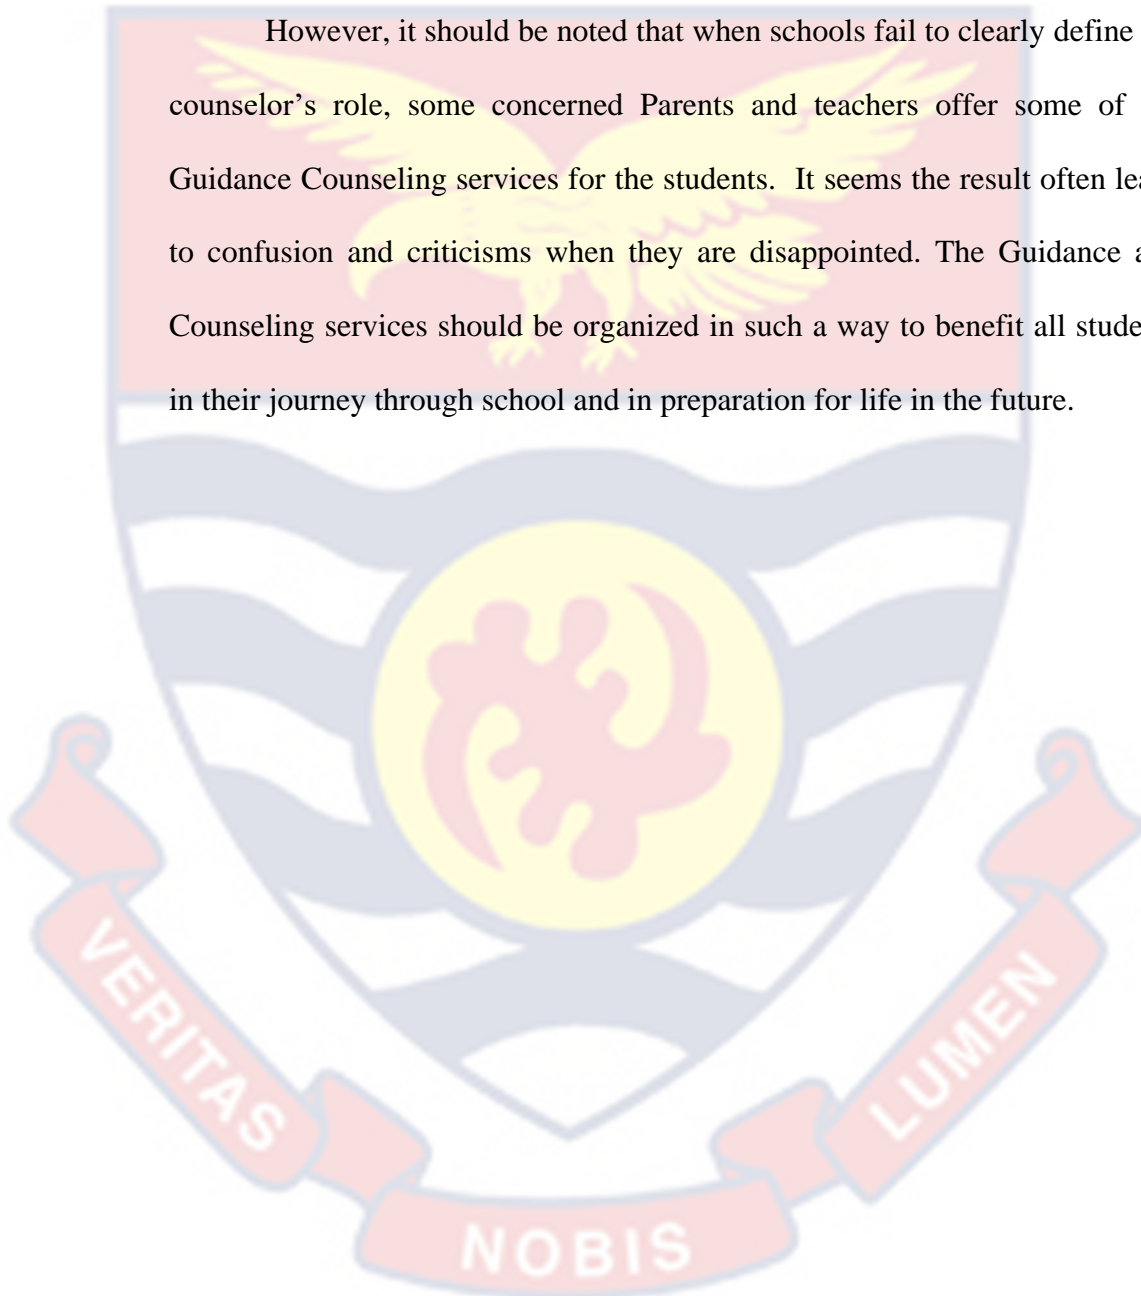 However, it should be noted that when schools fail to clearly define
counselor’s role, some concerned Parents and teachers offer some of
Guidance Counseling services for the students. It seems the result often lea
to confusion and criticisms when they are disappointed. The Guidance a
Counseling services should be organized in such a way to benefit all stude
in their journey through school and in preparation for life in the future.
VERITAS
NOBIS
LUMEN